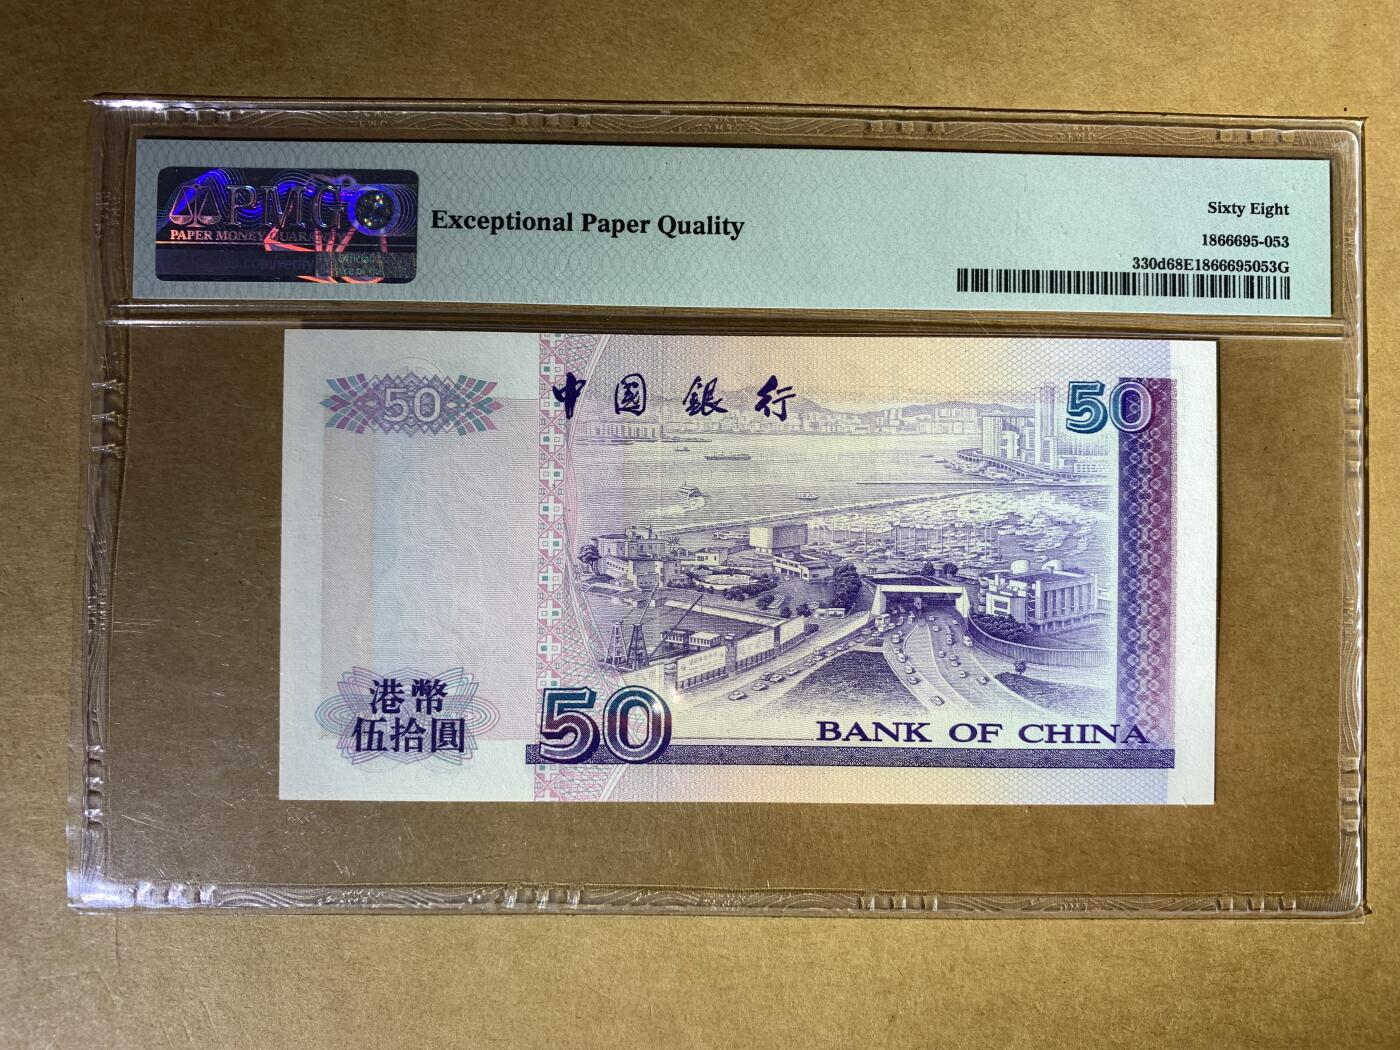 PMG
PAPER MONEY GUARAN
Exceptional Paper Quality
Sixty Eight
1866695-053
330d68E1866695053G
50
中國銀行
50
港幣
伍拾圓
50
BANK OF CHINA